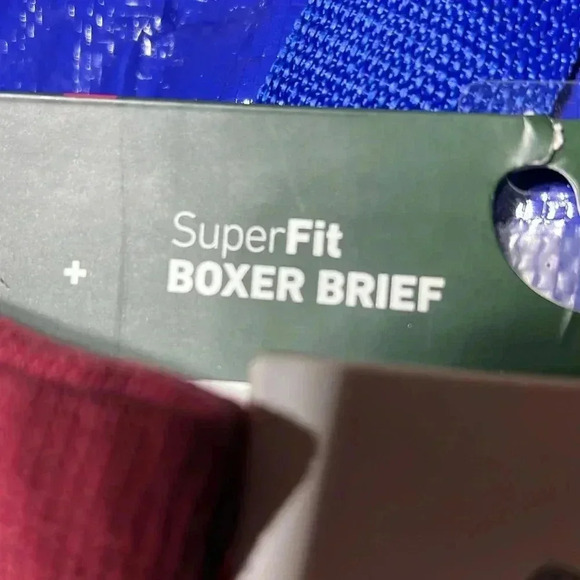 SuperFit
BOXER BRIEF
+